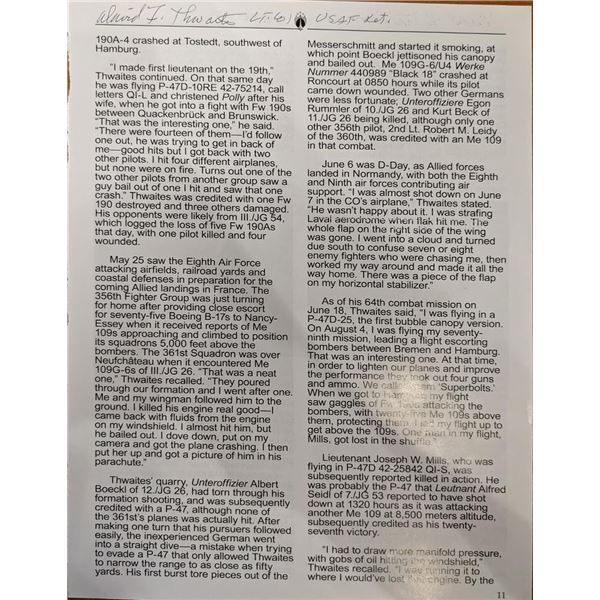 David F. Thwaites Lt. Col USAF Ret.
190A-4 crashed at Tostedt, southwest of
Hamburg.
"I made first lieutenant on the 19th,"
Thwaites continued. On that same day
he was flying P-47D-10RE 42-75214, call
letters QI-L and christened Polly after his
wife, when he got into a fight with Fw 190s
between Quackenbrück and Brunswick.
"That was the interesting one," he said.
"There were fourteen of them—I'd follow
one out, he was trying to get in back of
me—good hits but I got back with two
other pilots. I hit four different airplanes,
but none were on fire. Turns out one of the
two other pilots from another group saw a
guy bail out of one I hit and saw that one
crash." Thwaites was credited with one Fw
190 destroyed and three others damaged.
His opponents were likely from III./JG 54,
which logged the loss of five Fw 190As
that day, with one pilot killed and four
wounded.
May 25 saw the Eighth Air Force
attacking airfields, railroad yards and
coastal defenses in preparation for the
coming Allied landings in France. The
356th Fighter Group was just turning
for home after providing close escort
for seventy-five Boeing B-17s to Nancy-
Essey when it received reports of Me
109s approaching and climbed to position
its squadrons 5,000 feet above the
bombers. The 361st Squadron was over
Neufchâteau when it encountered Me
109G-6s of III./JG 26. "That was a neat
one," Thwaites recalled. "They poured
through our formation and I went after one.
Me and my wingman followed him to the
ground. I killed his engine real good—I
came back with fluids from the engine
on my windshield. I almost hit him, but
he bailed out. I dove down, put on my
camera and got the plane crashing. I then
put her up and got a picture of him in his
parachute."
Thwaites' quarry, Unteroffizier Albert
Boeckl of 12./JG 26, had torn through his
formation shooting, and was subsequently
credited with a P-47, although none of
the 361st's planes was actually hit. After
making one turn that his pursuers followed
easily, the inexperienced German went
into a straight dive—a mistake when trying
to evade a P-47 that only allowed Thwaites
to narrow the range to as close as fifty
yards. His first burst tore pieces out of the
Messerschmitt and started it smoking, at
which point Boeckl jettisoned his canopy
and bailed out. Me 109G-6/U4 Werke
Nummer 440989 "Black 18" crashed at
Roncourt at 0850 hours while its pilot
came down wounded. Two other Germans
were less fortunate; Unteroffiziere Egon
Rummler of 10./JG 26 and Kurt Beck of
11./JG 26 being killed, although only one
other 356th pilot, 2nd Lt. Robert M. Leidy
of the 360th, was credited with an Me 109
in that combat.
June 6 was D-Day, as Allied forces
landed in Normandy, with both the Eighth
and Ninth air forces contributing air
support. "I was almost shot down on June
7 in the CO's airplane," Thwaites stated.
"He wasn't happy about it. I was strafing
Laval aerodrome when flak hit me. The
whole flap on the right side of the wing
was gone. I went into a cloud and turned
due south to confuse seven or eight
enemy fighters who were chasing me, then
worked my way around and made it all the
way home. There was a piece of the flap
on my horizontal stabilizer."
As of his 64th combat mission on
June 18, Thwaites said, "I was flying in a
P-47D-25, the first bubble canopy version.
On August 4, I was flying my seventy-
ninth mission, leading a flight escorting
bombers between Bremen and Hamburg.
That was an interesting one. At that time,
in order to lighten our planes and improve
the performance they took out four guns
and ammo. We called them 'Superbolts.'
When we got to Hamburg, my flight
saw gaggles of Fw 190s attacking the
bombers, with twenty-five Me 109s above
them, protecting them. I led my flight up to
get above the 109s. One man in my flight,
Mills, got lost in the shuffle."
Lieutenant Joseph W. Mills, who was
flying in P-47D 42-25842 QI-S, was
subsequently reported killed in action. He
was probably the P-47 that Leutnant Alfred
Seidl of 7./JG 53 reported to have shot
down at 1320 hours as it was attacking
another Me 109 at 8,500 meters altitude,
subsequently credited as his twenty-
seventh victory.
"I had to draw more manifold pressure,
with gobs of oil hitting the windshield,"
Thwaites recalled. "I was running it to
where I would've lost the engine. By the
11